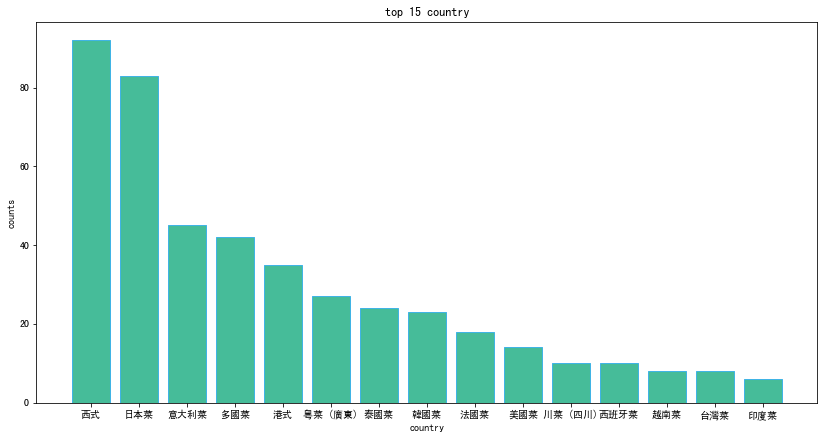 top 15 country
counts
80
60
40
20
0
西式 日本菜 意大利菜 多國菜 港式 粵菜 (廣東) 泰國菜 韓國菜 法國菜 美國菜 川菜 (四川) 西班牙菜 越南菜 台灣菜 印度菜
country